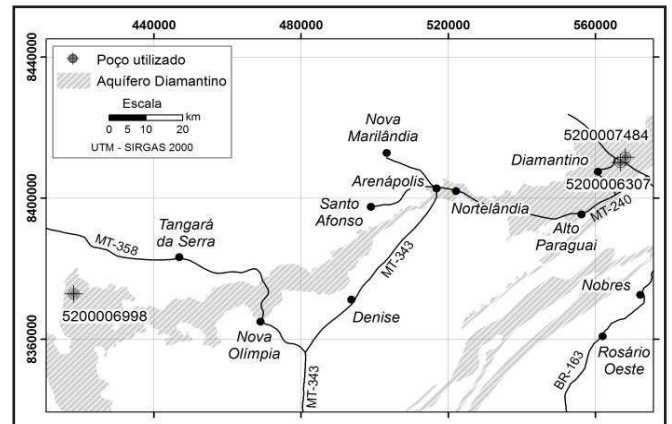 440000
480000
520000
560000
8440000
Poço utilizado
Aquífero Diamantino
Escala
0 5 10 20 km
UTM - SIRGAS 2000
Nova
Marilândia
5200007484
Diamantino
5200006307
Arenápolis
8400000
Santo
Afonso
Nortelândia
MT-240
Alto
Paraguai
Tangará
da Serra
MT-358
MT-343
Nobres
5200006998
Denise
8360000
Nova
Olímpia
Rosário
Oeste
MT-343
BR-163